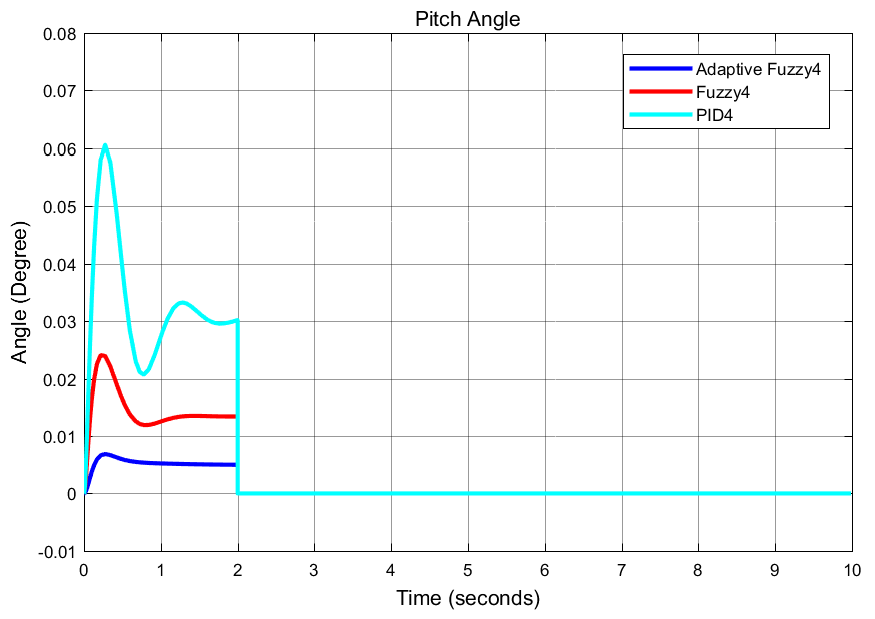 Pitch Angle
0.08
0.07
0.06
0.05
0.04
0.03
0.02
0.01
0
-0.01
Angle (Degree)
Adaptive Fuzzy4
Fuzzy4
PID4
0 1 2 3 4 5 6 7 8 9 10
Time (seconds)